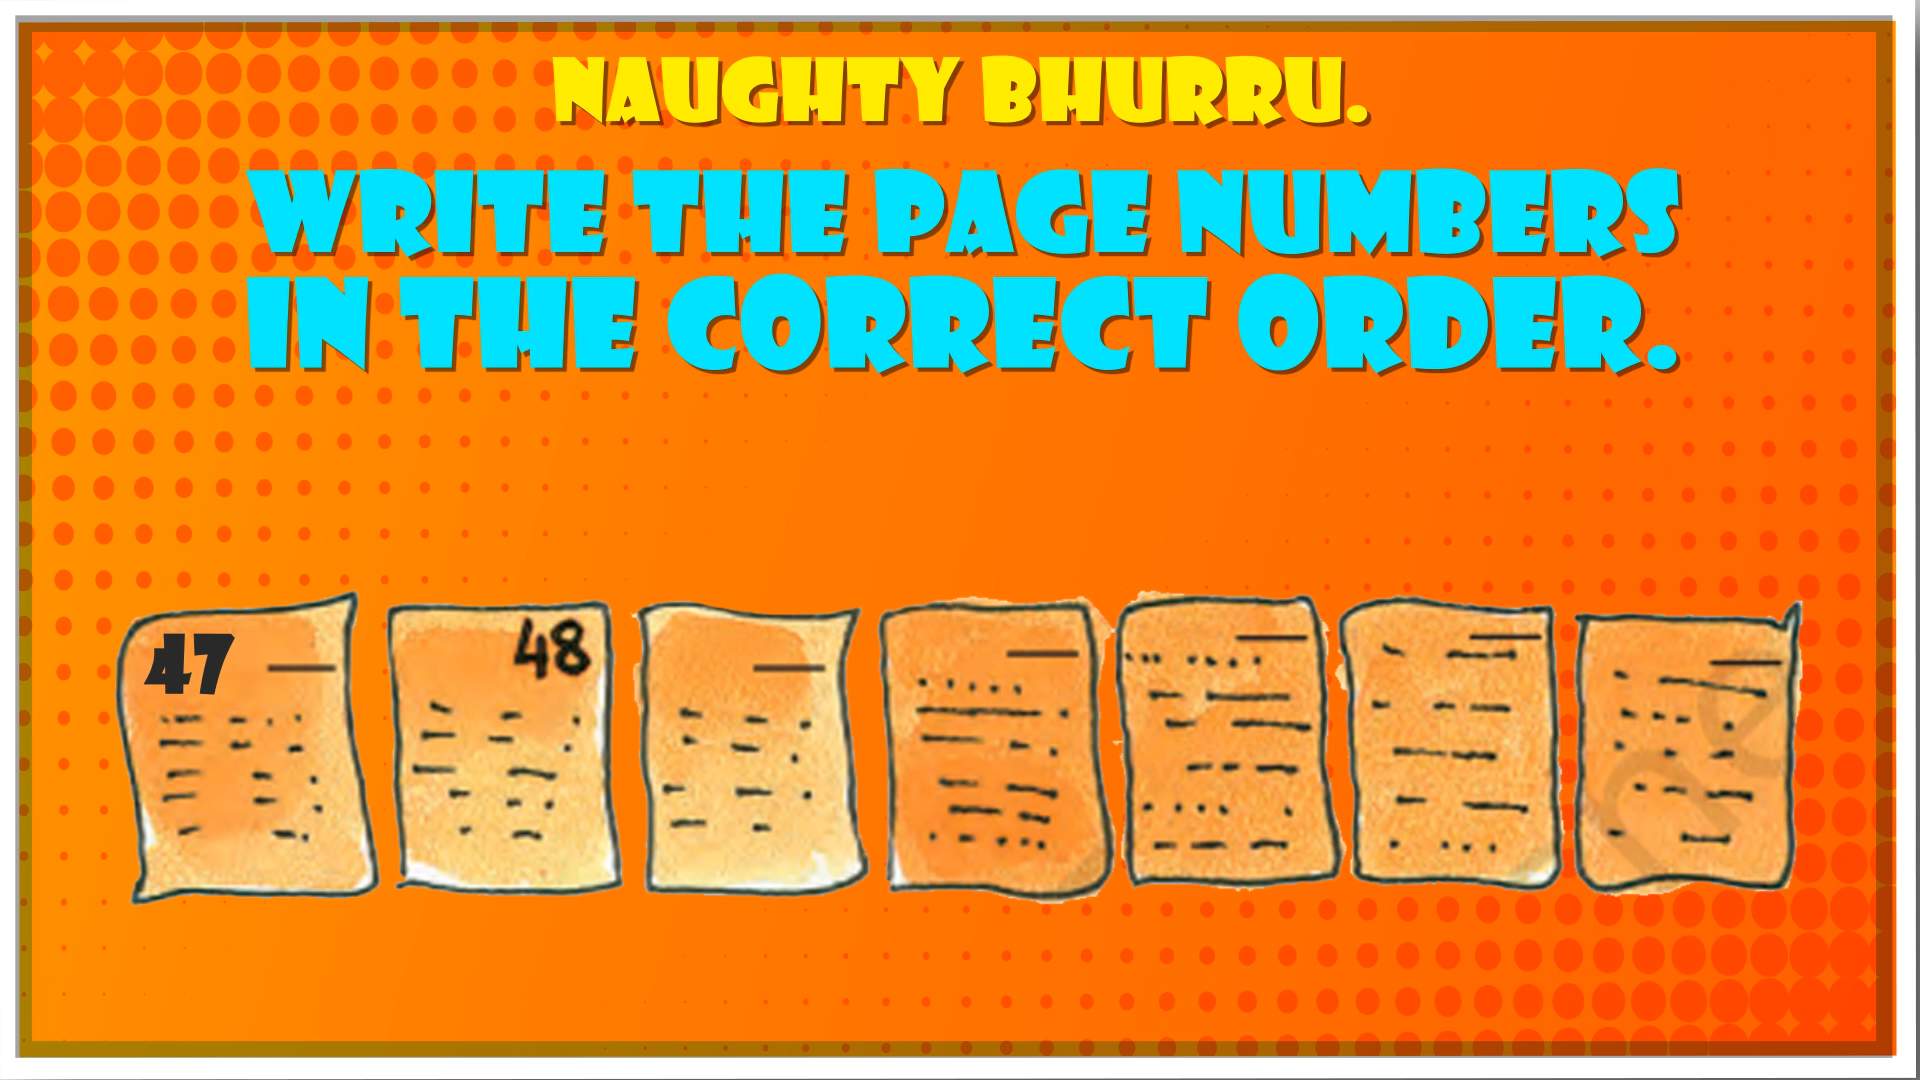 NAUGHTY BHURRU.
WRITE THE PAGE NUMBERS
IN THE CORRECT ORDER.
47
48